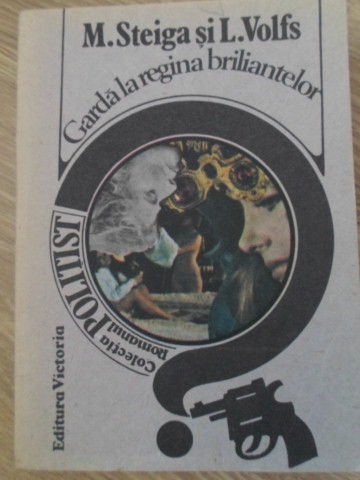 M. Steiga și L. Volfs
Gardă la regina briliantelor
Colecția
Romanul
POLIȚIST
Editura Victoria